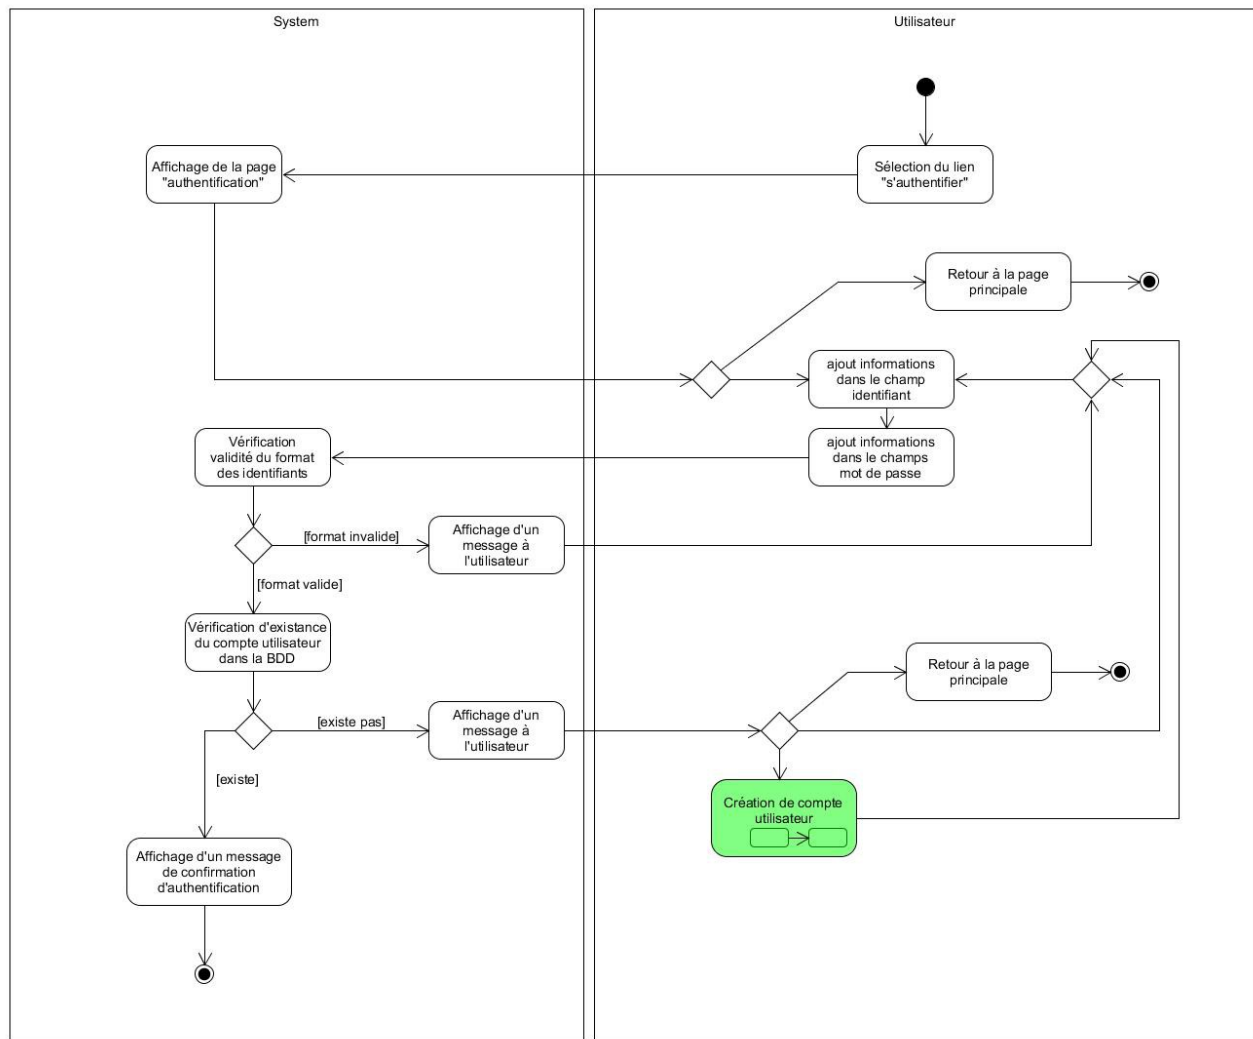 System
Utilisateur
Affichage de la page
"authentification"
Sélection du lien
"s'authentifier"
Retour à la page
principale
ajout informations
dans le champ
identifiant
Vérification
validité du format
des identifiants
ajout informations
dans le champs
mot de passe
[format invalide]
Affichage d'un
message à
l'utilisateur
[format valide]
Vérification d'existance
du compte utilisateur
dans la BDD
Retour à la page
principale
[existe pas]
Affichage d'un
message à
l'utilisateur
[existe]
Création de compte
utilisateur
Affichage d'un message
de confirmation
d'authentification